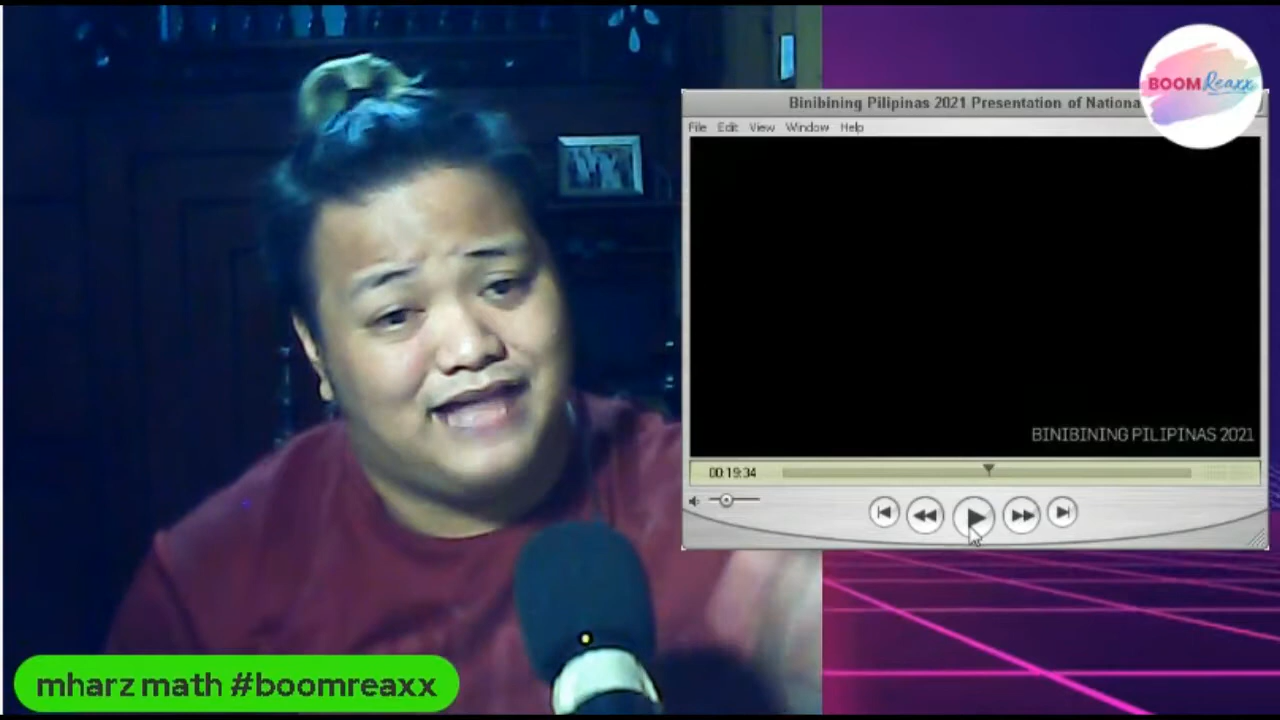 BOOM Reaxx
Binibining Pilipinas 2021 Presentation of Nationa
File Edit View Window Help
BINIBINING PILIPINAS 2021
00:19:34
mharz math #boomreaxx